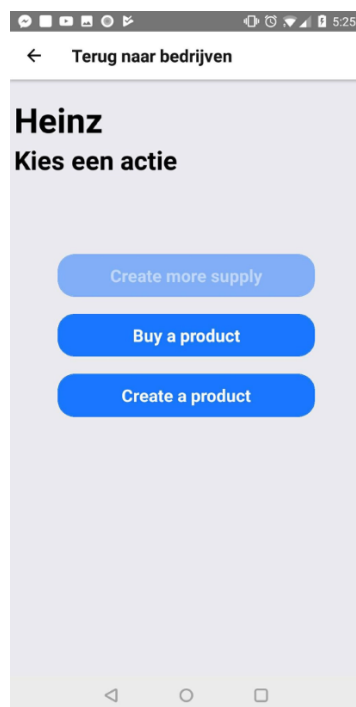 5:25
Terug naar bedrijven
Heinz
Kies een actie
Create more supply
Buy a product
Create a product